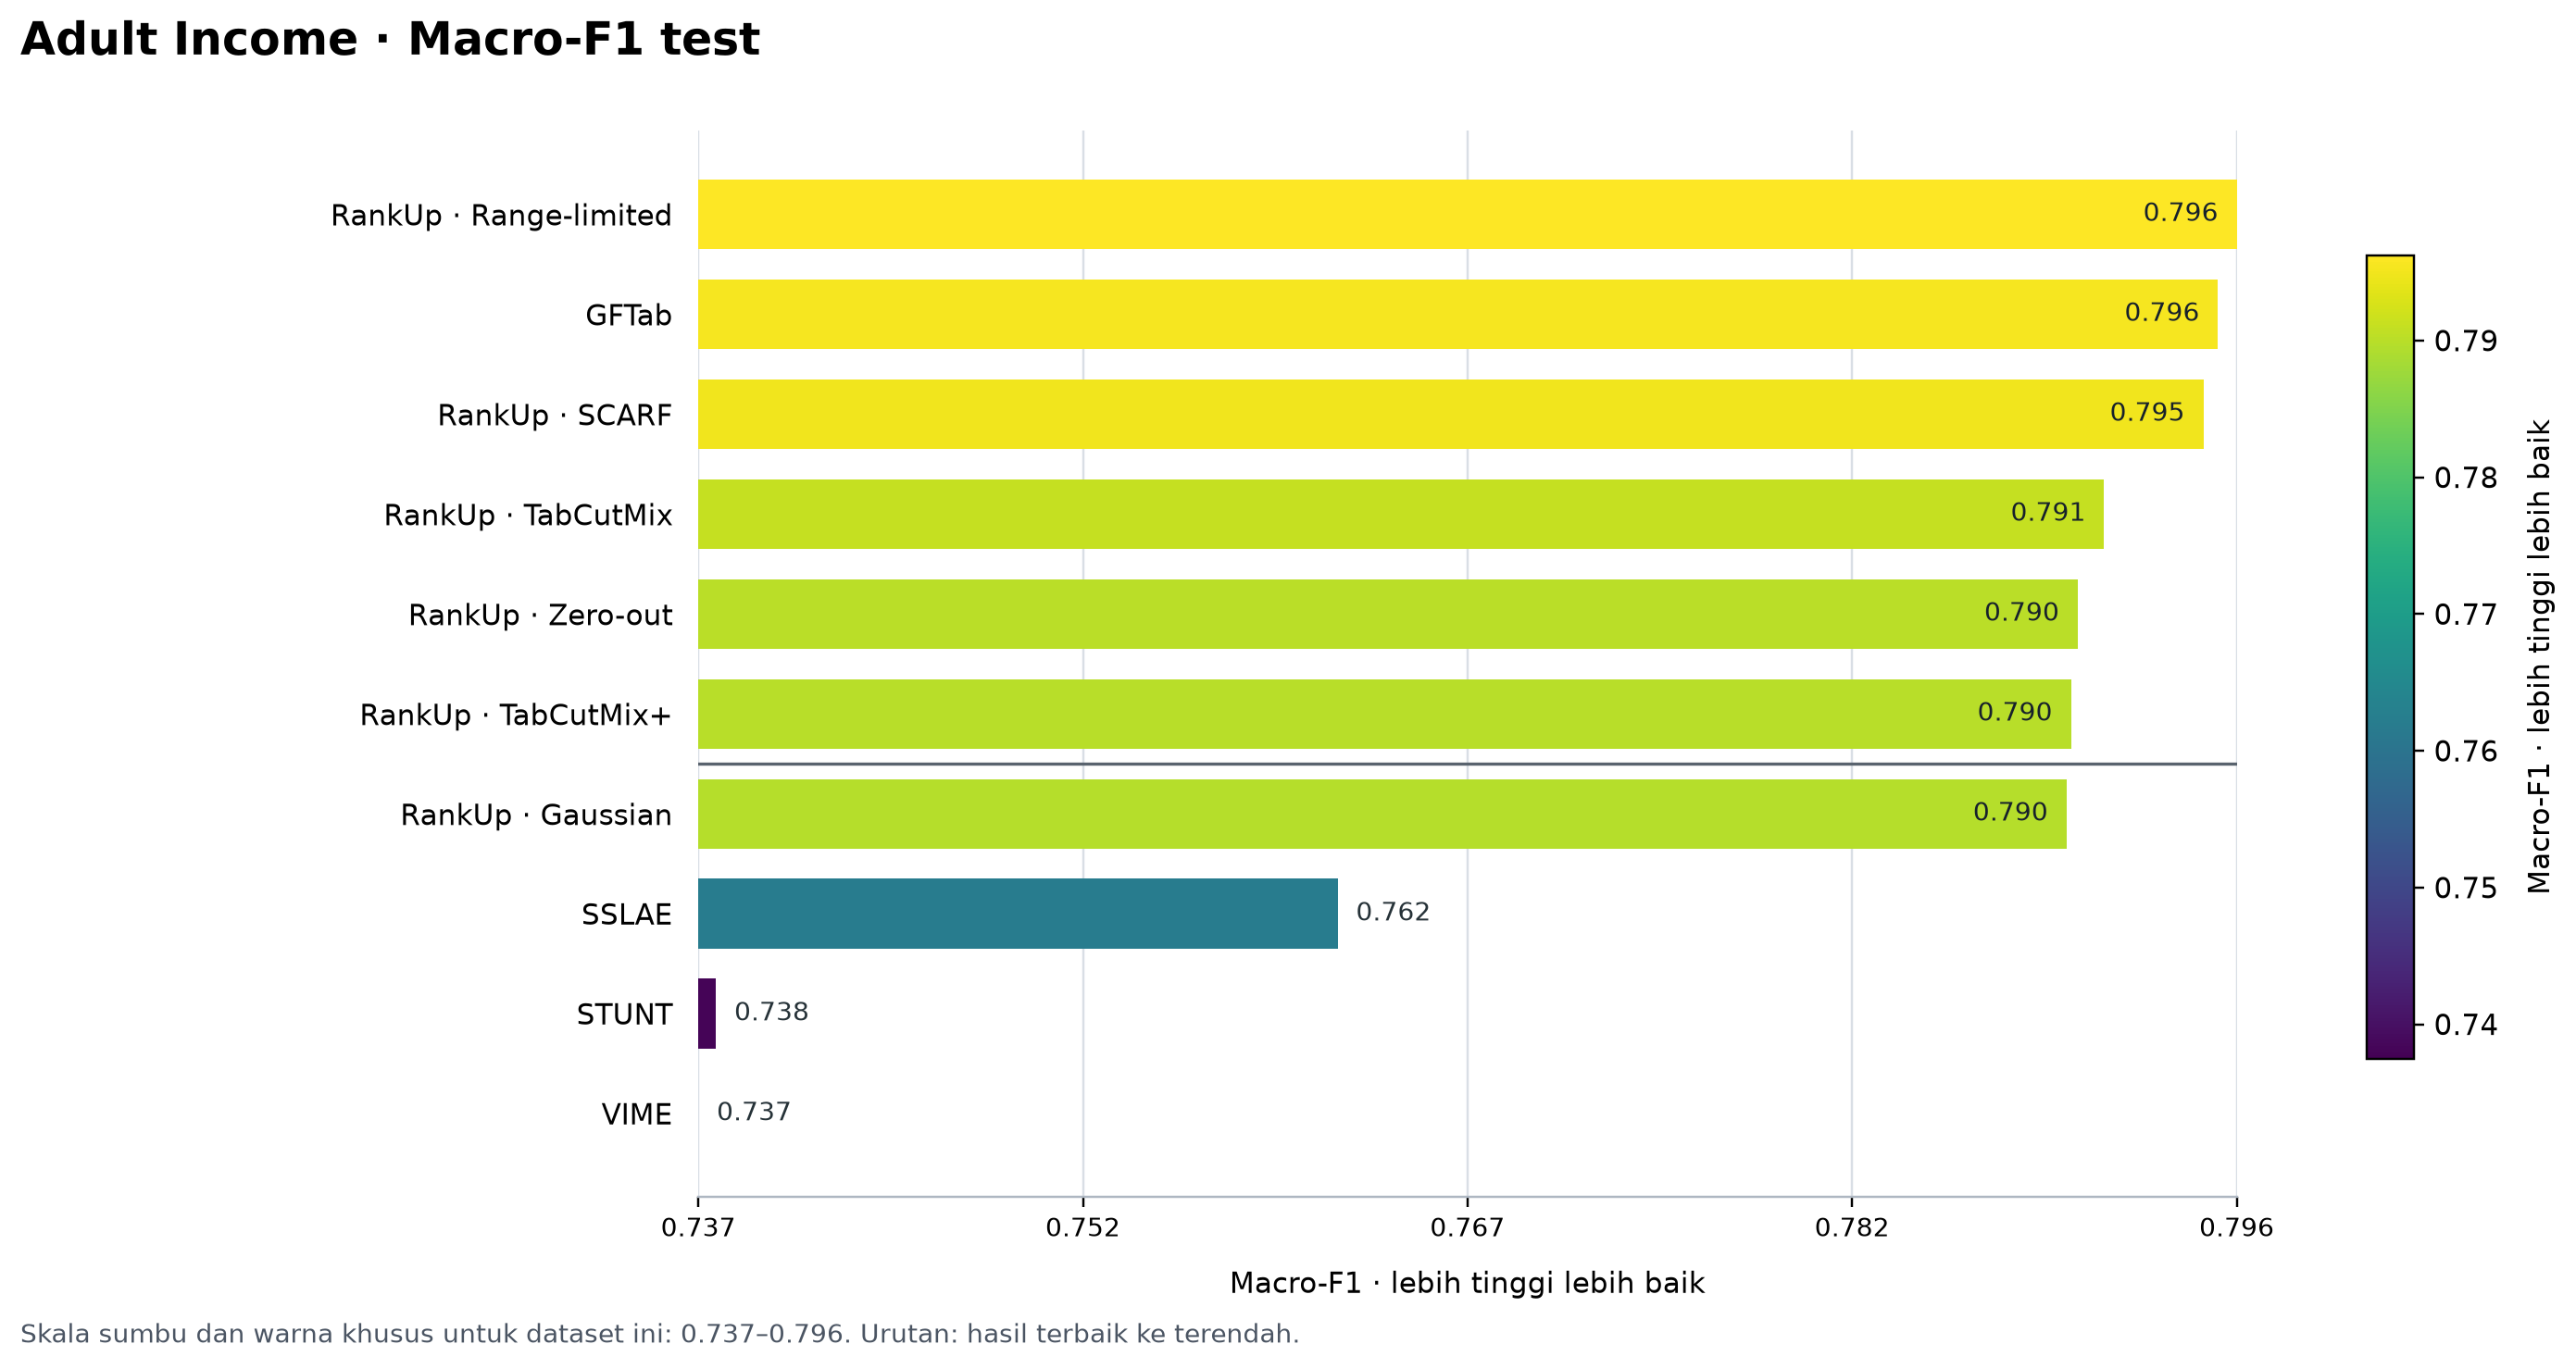 Adult Income · Macro-F1 test
RankUp · Range-limited
0.796
GFTab
0.796
RankUp · SCARF
0.795
RankUp · TabCutMix
0.791
RankUp · Zero-out
0.790
RankUp · TabCutMix+
0.790
RankUp · Gaussian
0.790
SSLAE
0.762
STUNT
0.738
VIME
0.737
0.737
0.752
0.767
0.782
0.796
Macro-F1 · lebih tinggi lebih baik
0.79
0.78
0.77
0.76
0.75
0.74
Macro-F1 · lebih tinggi lebih baik
Skala sumbu dan warna khusus untuk dataset ini: 0.737–0.796. Urutan: hasil terbaik ke terendah.